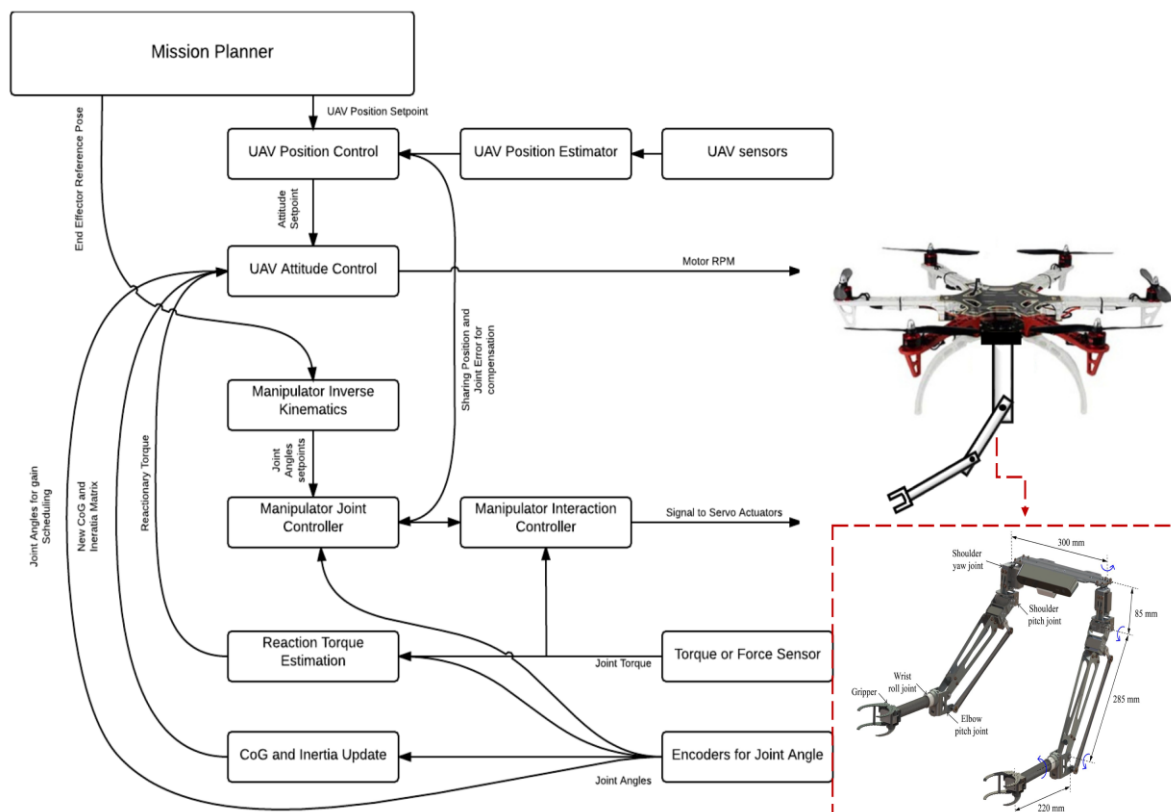 Mission Planner
UAV Position Setpoint
End Effector Reference Pose
UAV Position Control
UAV Position Estimator
UAV sensors
Attitude
Setpoint
UAV Attitude Control
Motor RPM
Sharing Position and
Joint Error for
compensation
Manipulator Inverse
Kinematics
Joint
Angles
setpoints
Joint Angles for gain
Scheduling
New CoG and
Ineratia Matrix
Reactionary Torque
Manipulator Joint
Controller
Manipulator Interaction
Controller
Signal to Servo Actuators
Reaction Torque
Estimation
Joint Torque
Torque or Force Sensor
CoG and Inertia Update
Joint Angles
Encoders for Joint Angle
300 mm
Shoulder
yaw joint
Shoulder
pitch joint
85 mm
285 mm
Wrist
roll joint
Gripper
Elbow
pitch joint
220 mm